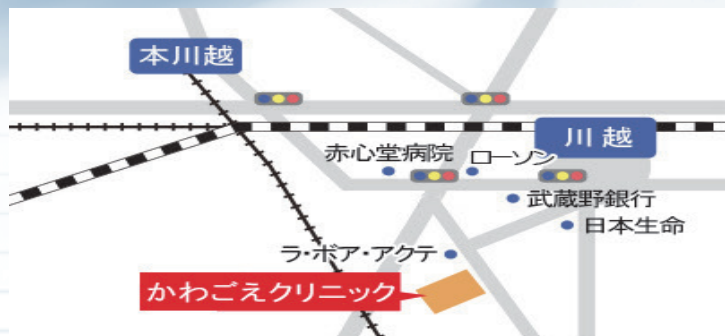 本川越
川越
赤心堂病院
ローソン
武蔵野銀行
日本生命
ラ・ボア・アクテ
かわごえクリニック